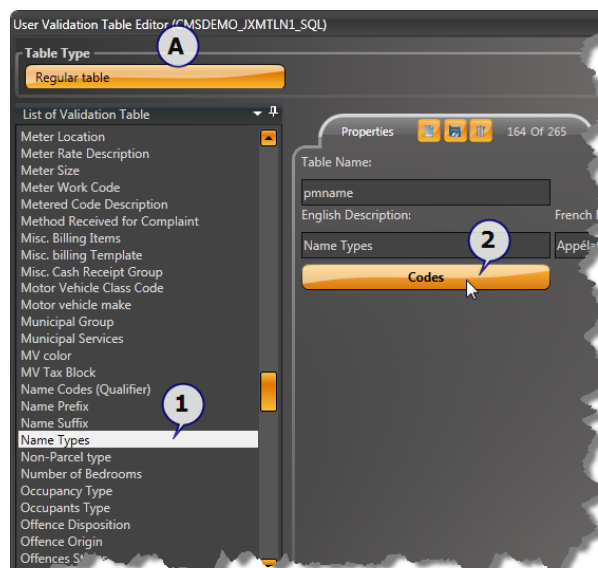 User Validation Table Editor (CMSDEMO_JXMTLN1_SQL)
A
Table Type
Regular table
List of Validation Table
Meter Location
Meter Rate Description
Meter Size
Meter Work Code
Metered Code Description
Method Received for Complaint
Misc. Billing Items
Misc. billing Template
Misc. Cash Receipt Group
Motor Vehicle Class Code
Motor vehicle make
Municipal Group
Municipal Services
MV color
MV Tax Block
Name Codes (Qualifier)
Name Prefix
1
Name Suffix
Name Types
Non-Parcel type
Number of Bedrooms
Occupancy Type
Occupants Type
Offence Disposition
Offence Origin
Offences
Properties
164 Of 265
Table Name:
pmname
English Description:
French
Name Types
2
Codes